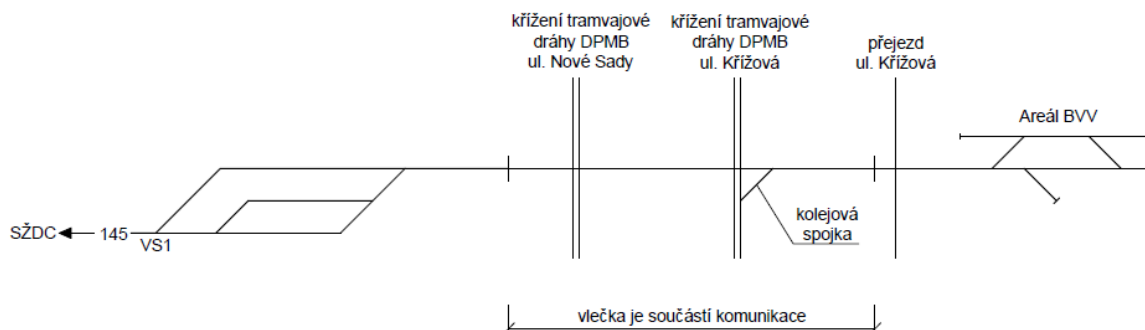 křížení tramvajové
dráhy DPMB
ul. Nové Sady
křížení tramvajové
dráhy DPMB
ul. Křížová
přejezd
ul. Křížová
Areál BVV
SŽDC
145
VS1
kolejová
spojka
vlečka je součástí komunikace